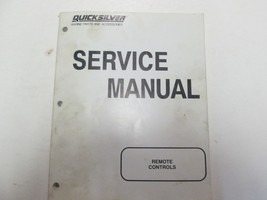 QUICKSILVER
MARINE PARTS AND ACCESSORIES
SERVICE
MANUAL
REMOTE
CONTROLS